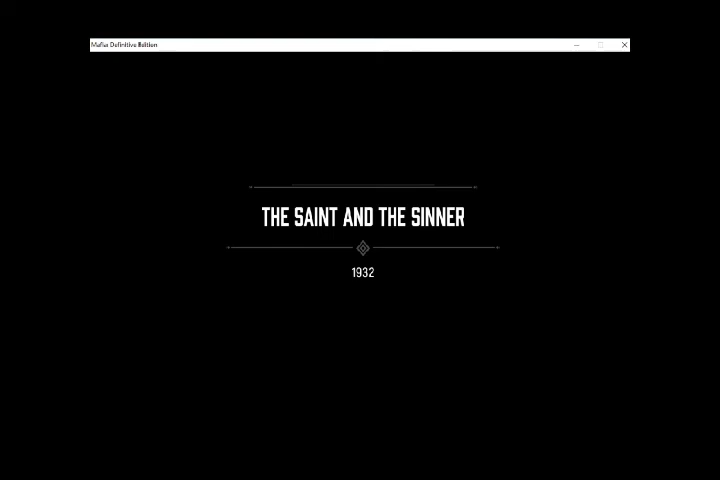 Mafia Definitive Edition
THE SAINT AND THE SINNER
1932